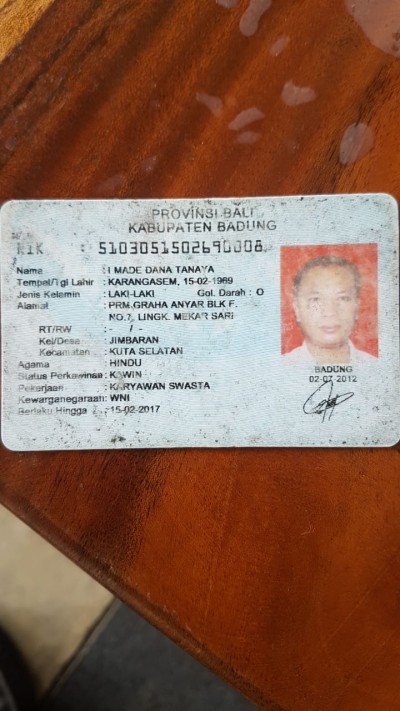 PROVINSI BALI
KABUPATEN BADUNG
NIK : 5103051502690008
Nama : I MADE DANA TANAYA
Tempat/Tgl Lahir : KARANGASEM, 15-02-1969
Jenis Kelamin : LAKI-LAKI Gol. Darah : O
Alamat : PRM.GRAHA ANYAR BLK F.
NO.7, LINGK. MEKAR SARI
RT/RW : - / -
Kel/Desa : JIMBARAN
Kecamatan : KUTA SELATAN
Agama : HINDU
Status Perkawinan : KAWIN
Pekerjaan : KARYAWAN SWASTA
Kewarganegaraan : WNI
Berlaku Hingga : 15-02-2017
BADUNG
02-07-2012